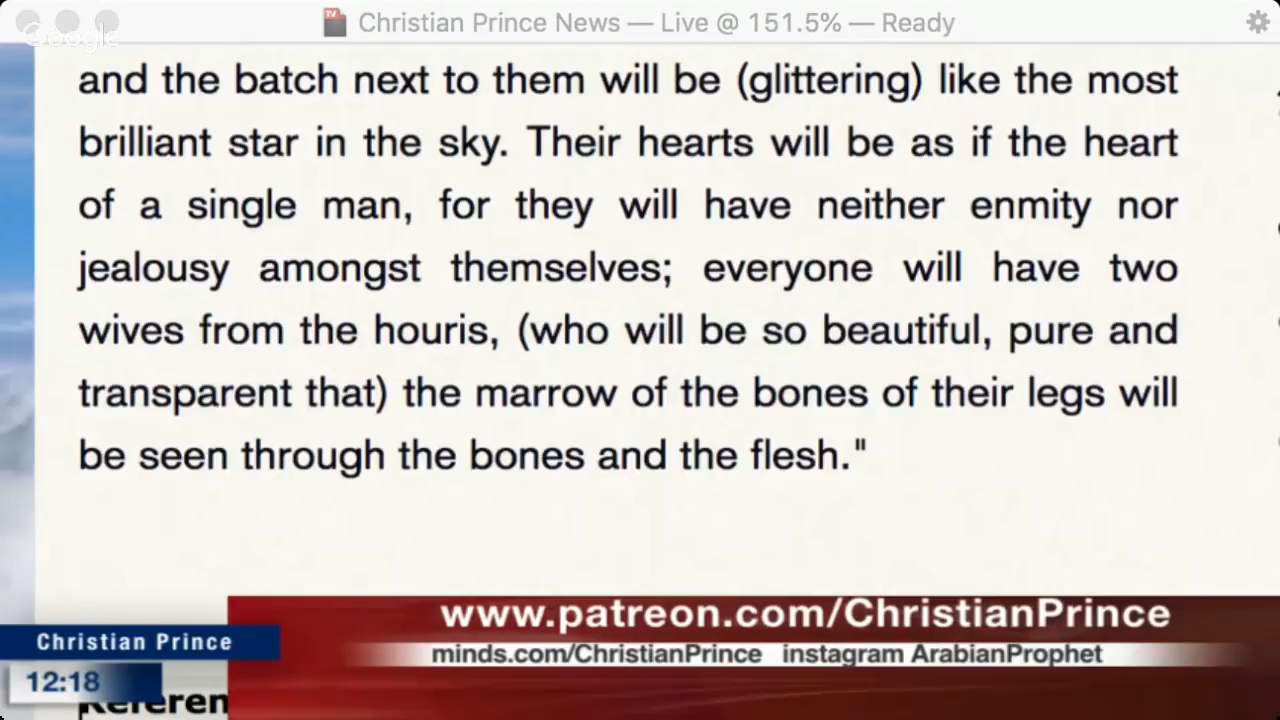 Christian Prince News — Live @ 151.5% — Ready
Google
and the batch next to them will be (glittering) like the most
brilliant star in the sky. Their hearts will be as if the heart
of a single man, for they will have neither enmity nor
jealousy amongst themselves; everyone will have two
wives from the houris, (who will be so beautiful, pure and
transparent that) the marrow of the bones of their legs will
be seen through the bones and the flesh."
www.patreon.com/ChristianPrince
Christian Prince
minds.com/ChristianPrince instagram ArabianProphet
12:18